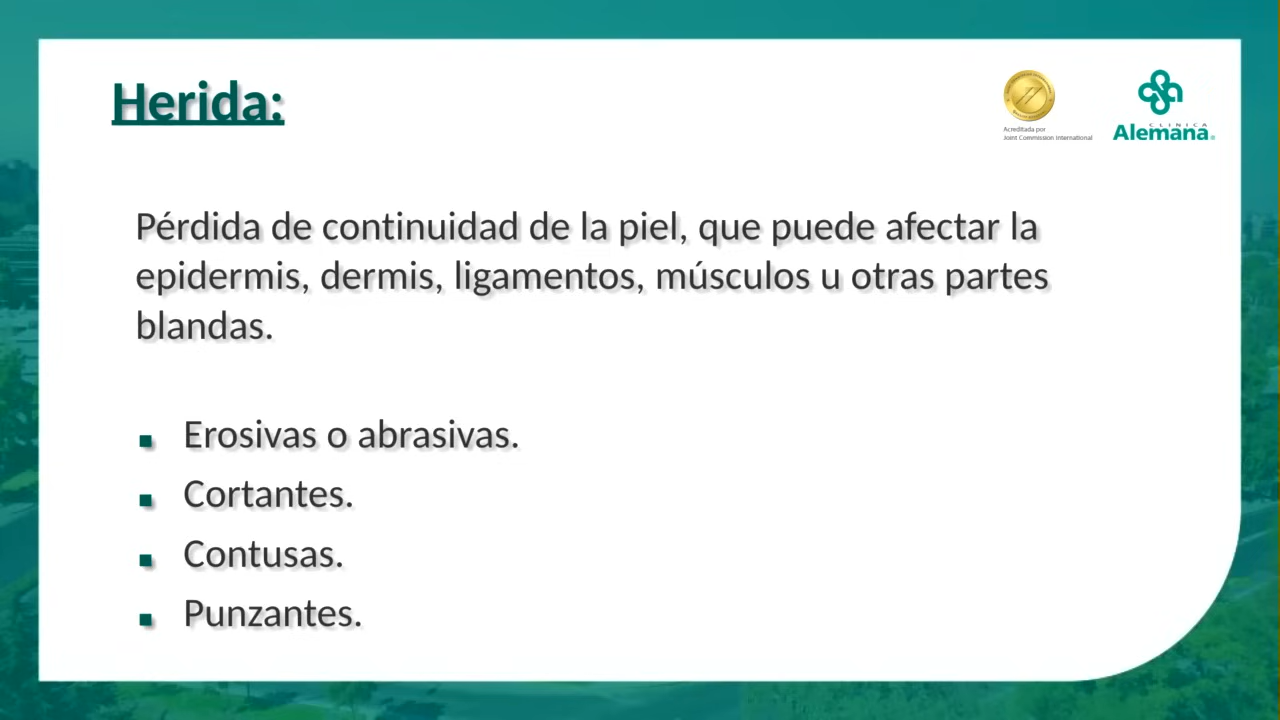 Herida:
Acreditada por
Joint Commission International
CLINICA
Alemana
Pérdida de continuidad de la piel, que puede afectar la
epidermis, dermis, ligamentos, músculos u otras partes
blandas.
Erosivas o abrasivas.
Cortantes.
Contusas.
Punzantes.